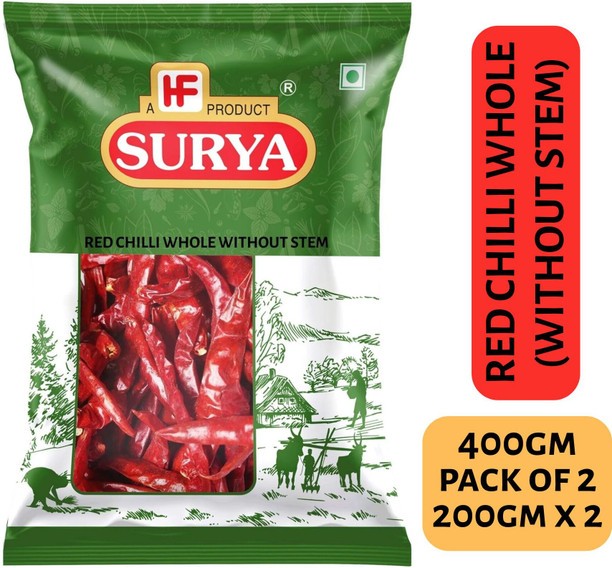 HF
®
A PRODUCT
SURYA
RED CHILLI WHOLE WITHOUT STEM
RED CHILLI WHOLE
(WITHOUT STEM)
400GM
PACK OF 2
200GM X 2